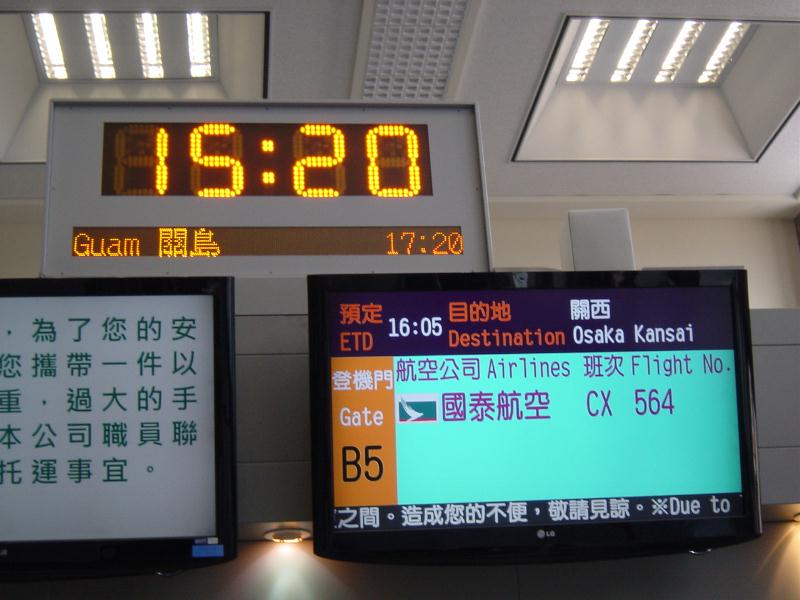 15:20
Guam 關島 17:20
，為了您的安
您攜帶一件以
重，過大的手
本公司職員聯
托運事宜。
預定 ETD 16:05 目的地 Destination 關西 Osaka Kansai
登機門 Gate B5
航空公司 Airlines 班次 Flight No.
國泰航空 CX 564
之間。造成您的不便，敬請見諒。※Due to
LG